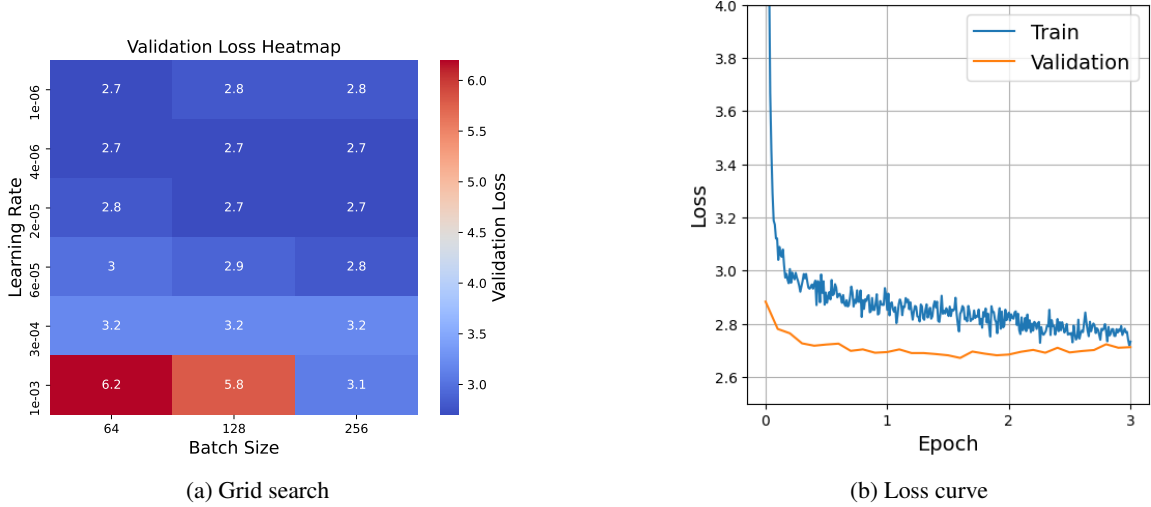 Validation Loss Heatmap
Learning Rate
1e-06
2.7 2.8 2.8
4e-06
2.7 2.7 2.7
2e-05
2.8 2.7 2.7
6e-05
3 2.9 2.8
3e-04
3.2 3.2 3.2
1e-03
6.2 5.8 3.1
64 128 256
Batch Size
6.0
5.5
5.0
4.5
4.0
3.5
3.0
Validation Loss
(a) Grid search
Train
Validation
Loss
4.0
3.8
3.6
3.4
3.2
3.0
2.8
2.6
0 1 2 3
Epoch
(b) Loss curve